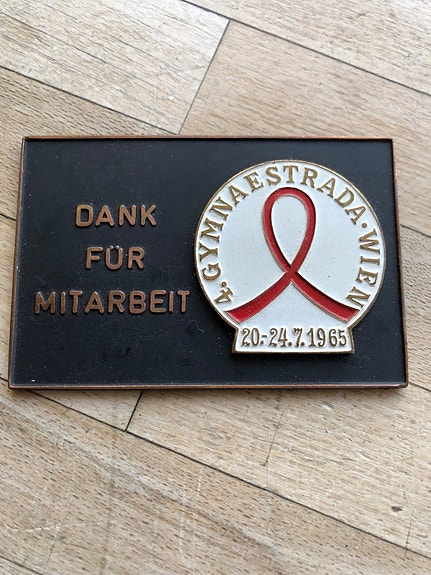 DANK
FÜR
MITARBEIT
4. GYMNAESTRADA · WIEN
20.-24.7.1965